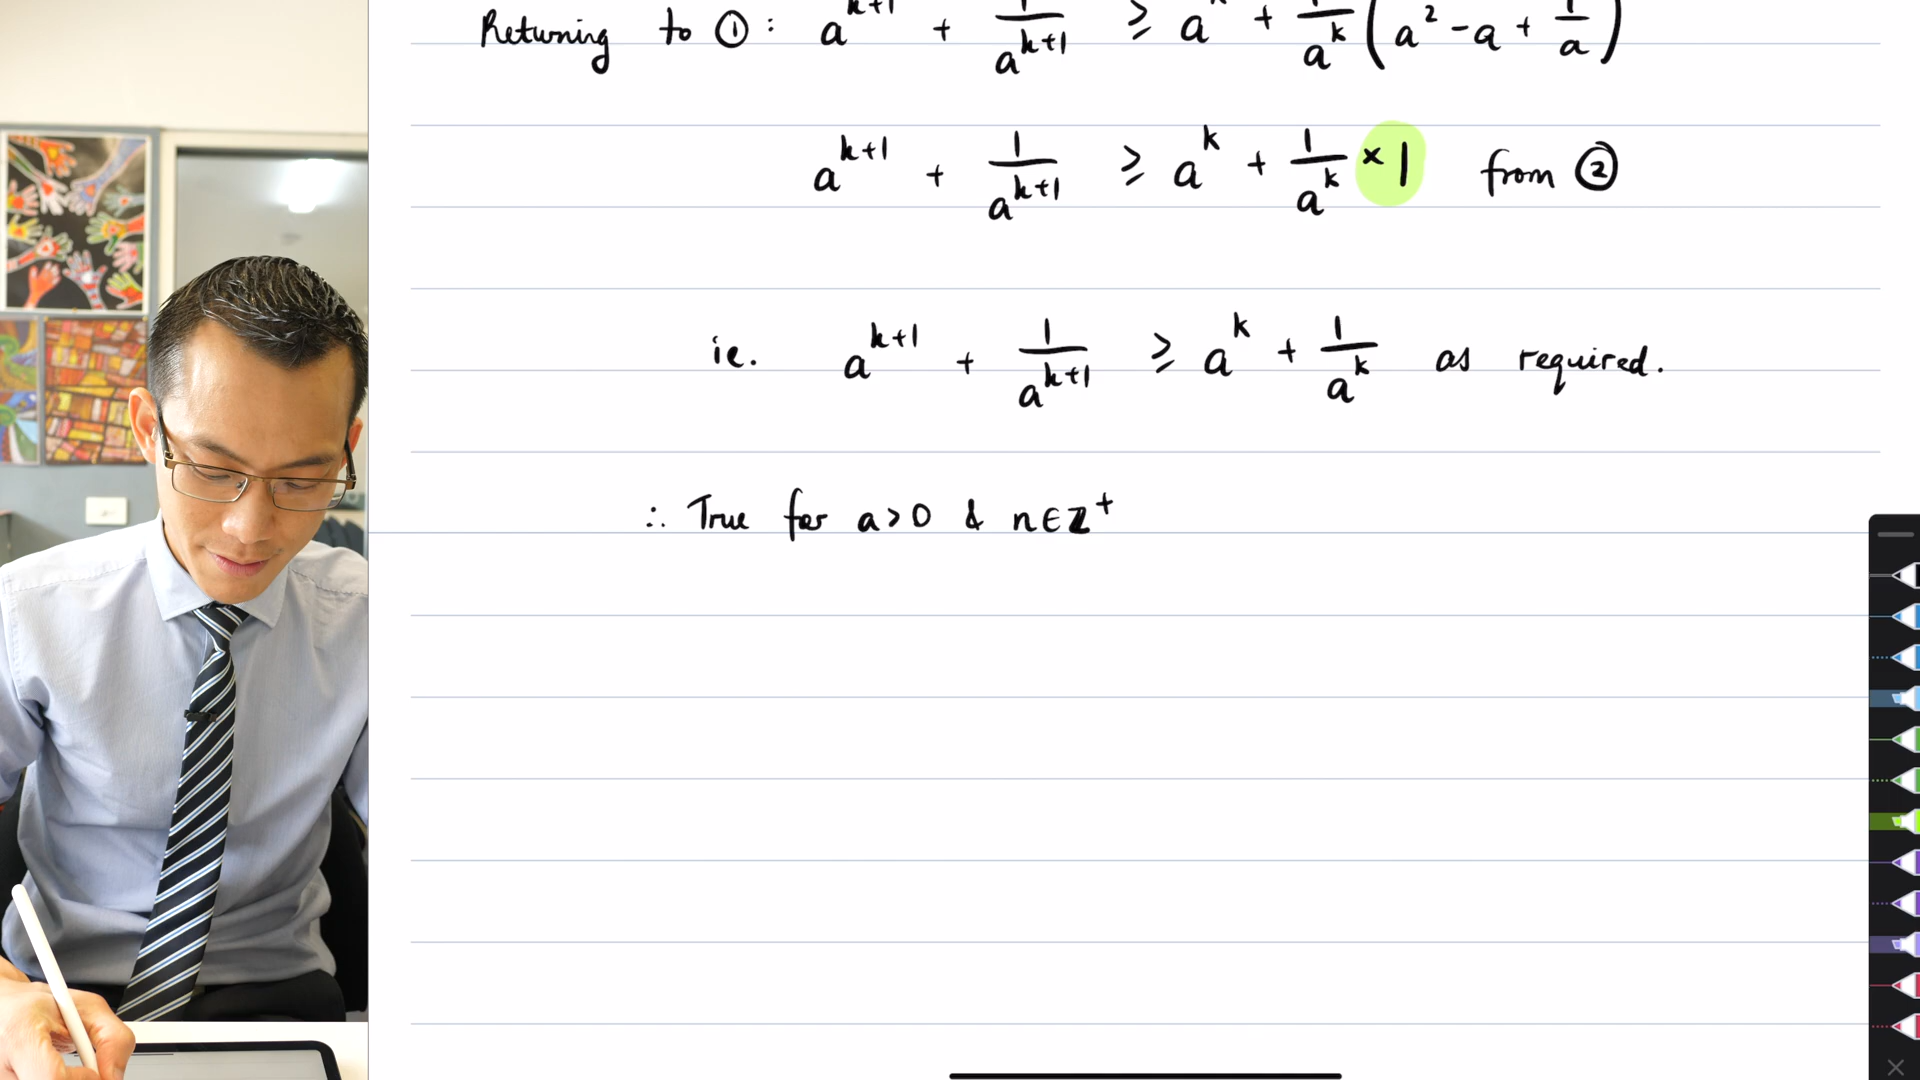 Returning to ①: a^{k+1} + 1/a^{k+1} ≥ a^k + 1/a^k (a² - a + 1/a)
a^{k+1} + 1/a^{k+1} ≥ a^k + 1/a^k × 1 from ②
ie. a^{k+1} + 1/a^{k+1} ≥ a^k + 1/a^k as required.
∴ True for a>0 & n∈ℤ⁺